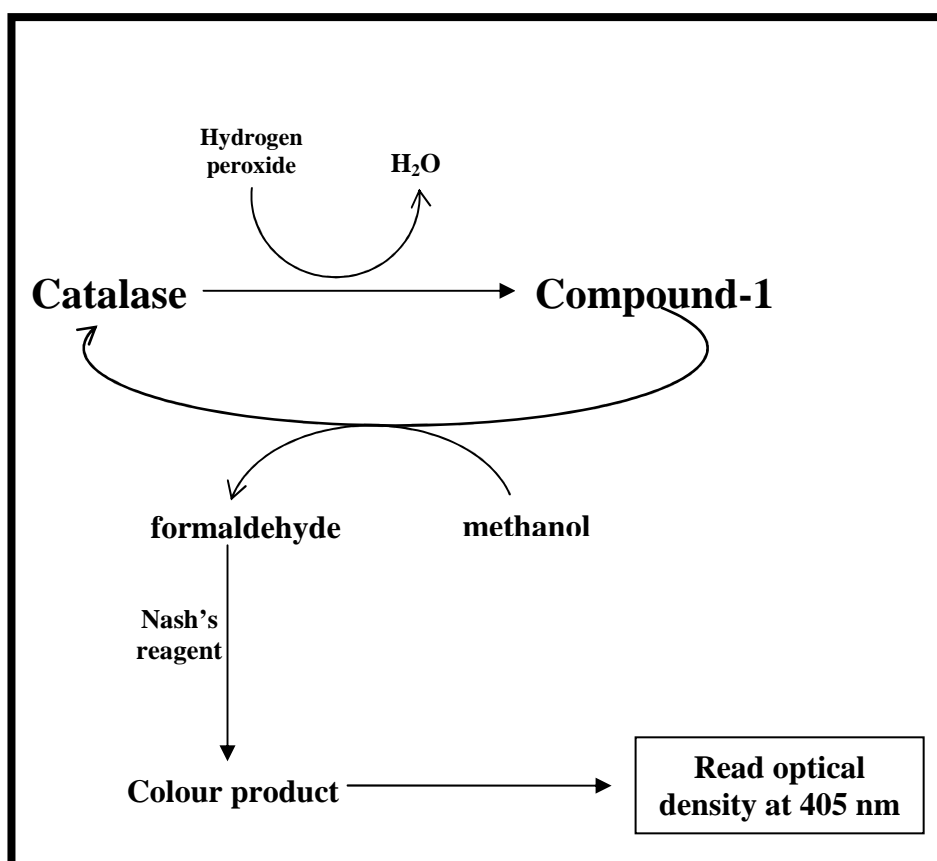 Hydrogen
peroxide
H₂O
Catalase
Compound-1
formaldehyde
methanol
Nash's
reagent
Colour product
Read optical
density at 405 nm